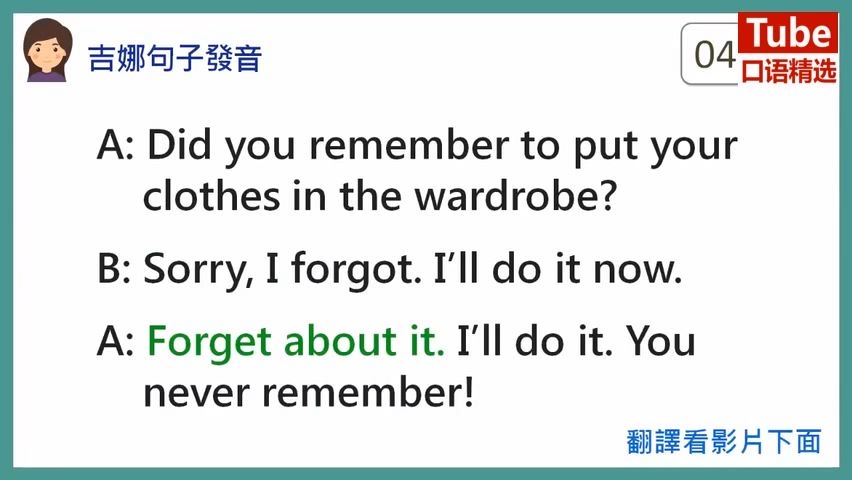 吉娜句子發音
04
Tube
口语精选
A: Did you remember to put your
clothes in the wardrobe?
B: Sorry, I forgot. I’ll do it now.
A: Forget about it. I’ll do it. You
never remember!
翻譯看影片下面